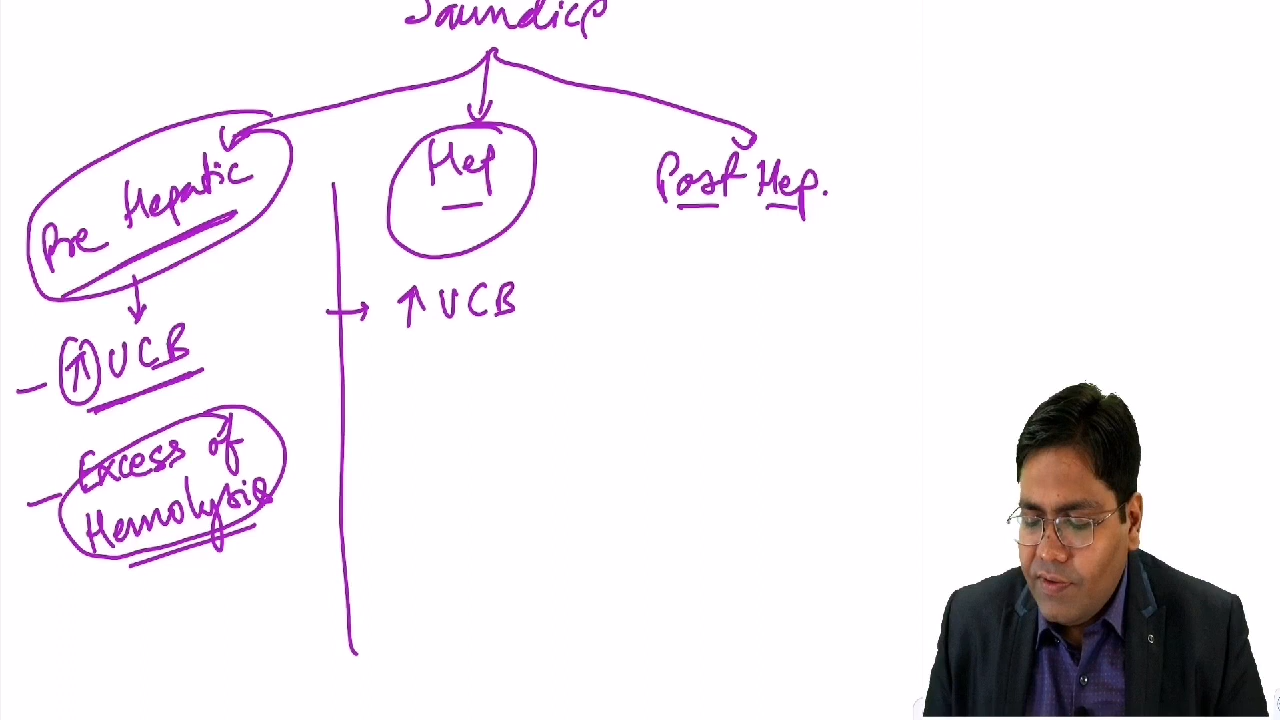 Jaundice
Pre Hepatic
Hep
Post Hep.
- ↑ UCB
→ ↑ UCB
- Excess of
Hemolysis